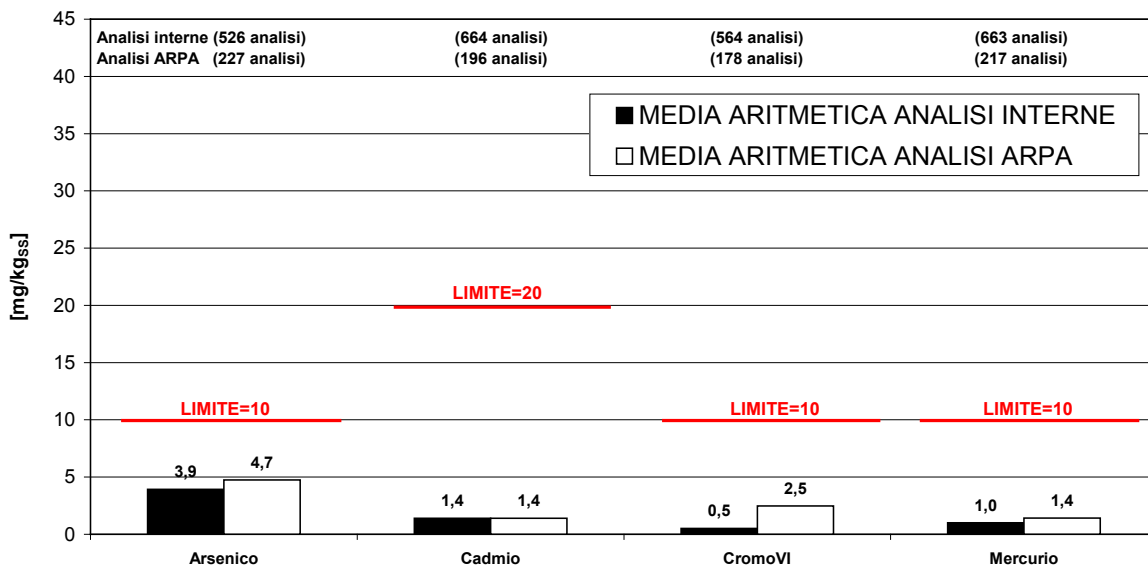 45
40
35
30
25
20
15
10
5
0
[mg/kgSS]
Analisi interne (526 analisi) (664 analisi) (564 analisi) (663 analisi)
Analisi ARPA (227 analisi) (196 analisi) (178 analisi) (217 analisi)
MEDIA ARITMETICA ANALISI INTERNE
MEDIA ARITMETICA ANALISI ARPA
LIMITE=20
LIMITE=10 LIMITE=10 LIMITE=10
3,9 4,7 1,4 1,4 0,5 2,5 1,0 1,4
Arsenico Cadmio CromoVI Mercurio